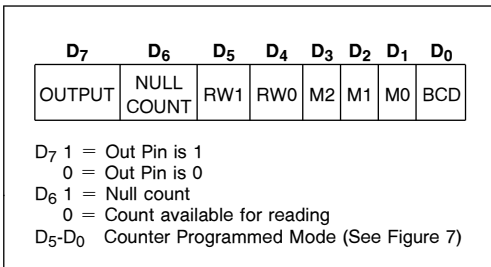 D7 D6 D5 D4 D3 D2 D1 D0
OUTPUT NULL COUNT RW1 RW0 M2 M1 M0 BCD
D7 1 = Out Pin is 1
0 = Out Pin is 0
D6 1 = Null count
0 = Count available for reading
D5-D0 Counter Programmed Mode (See Figure 7)